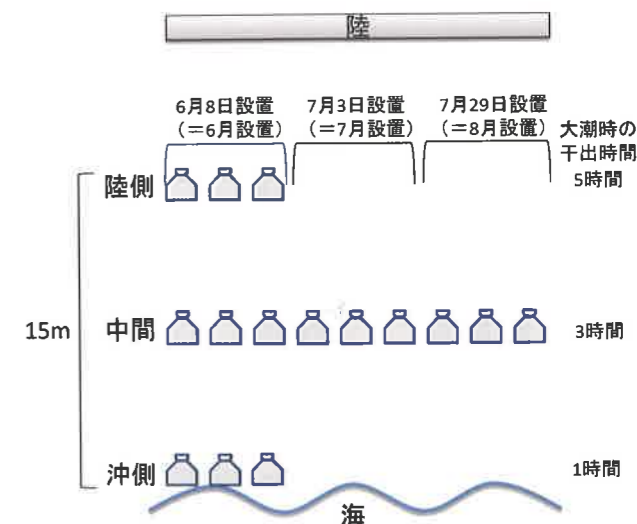 陸
6月8日設置
(=6月設置)
7月3日設置
(=7月設置)
7月29日設置
(=8月設置)
大潮時の
干出時間
陸側
5時間
15m
中間
3時間
沖側
1時間
海